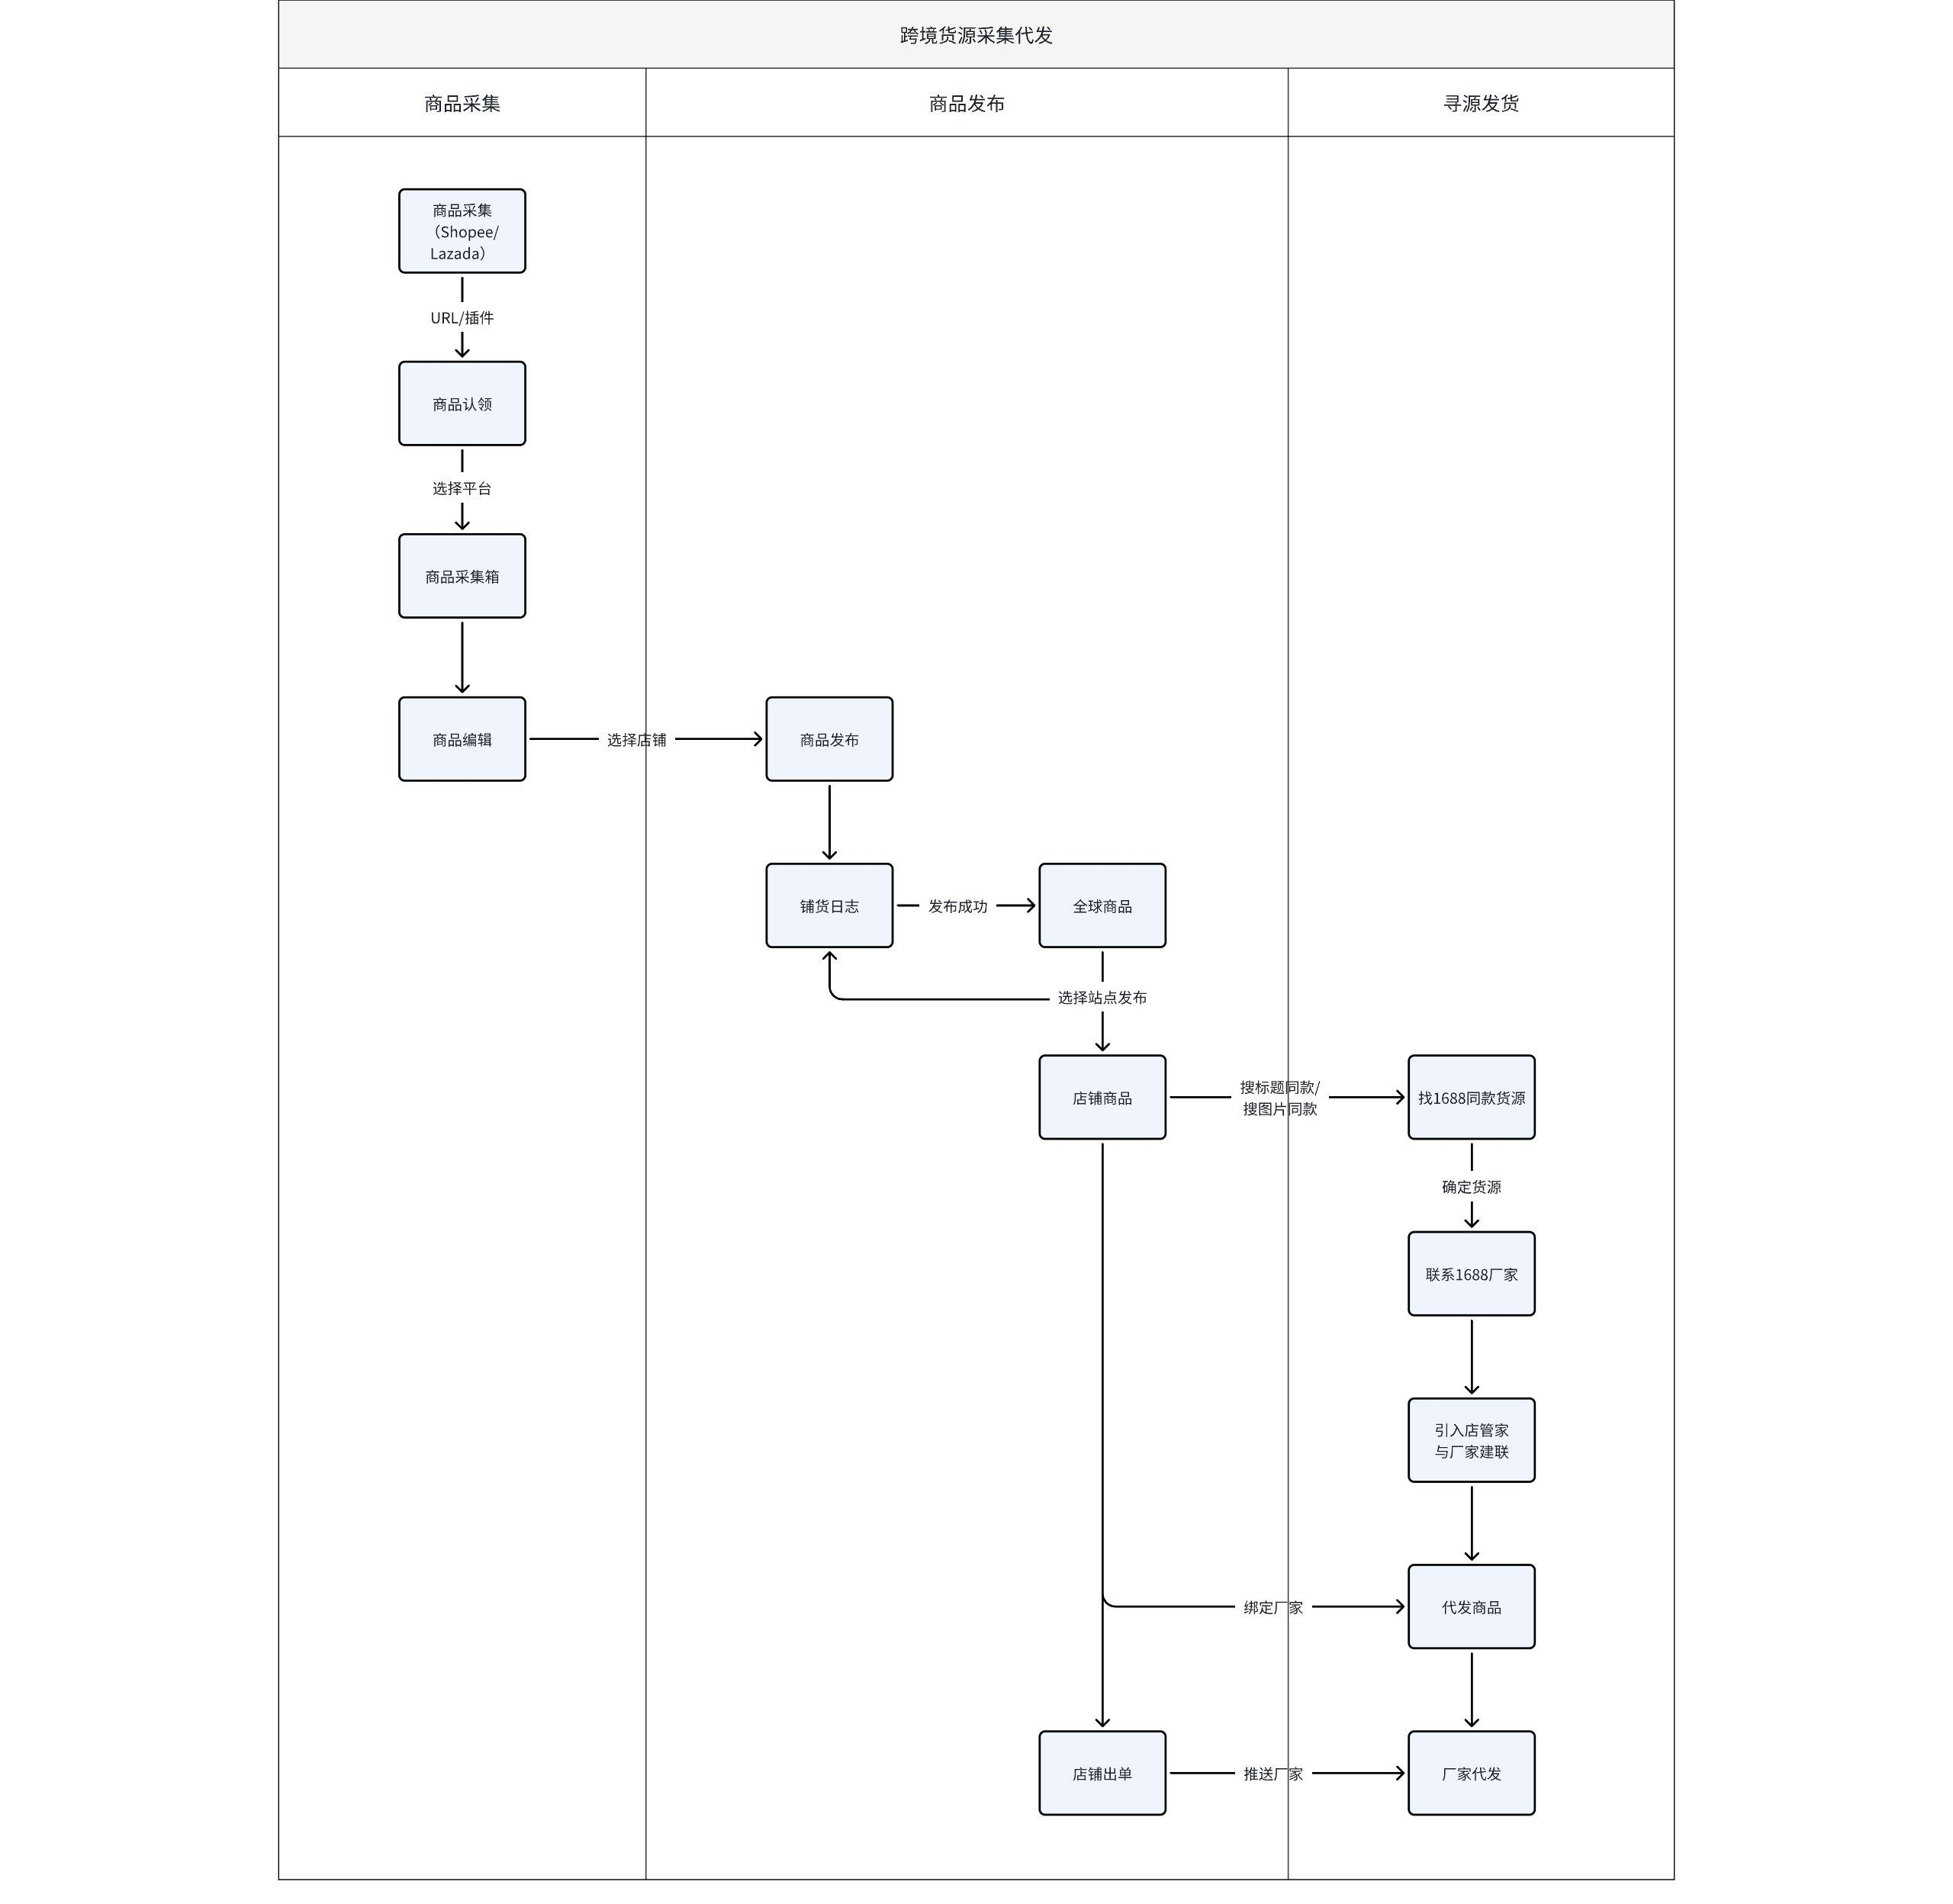 跨境货源采集代发
商品采集
商品发布
寻源发货
商品采集
（Shopee/
Lazada）
URL/插件
商品认领
选择平台
商品采集箱
商品编辑
选择店铺
商品发布
铺货日志
发布成功
全球商品
选择站点发布
店铺商品
搜标题同款/
搜图片同款
找1688同款货源
确定货源
联系1688厂家
引入店管家
与厂家建联
绑定厂家
代发商品
店铺出单
推送厂家
厂家代发